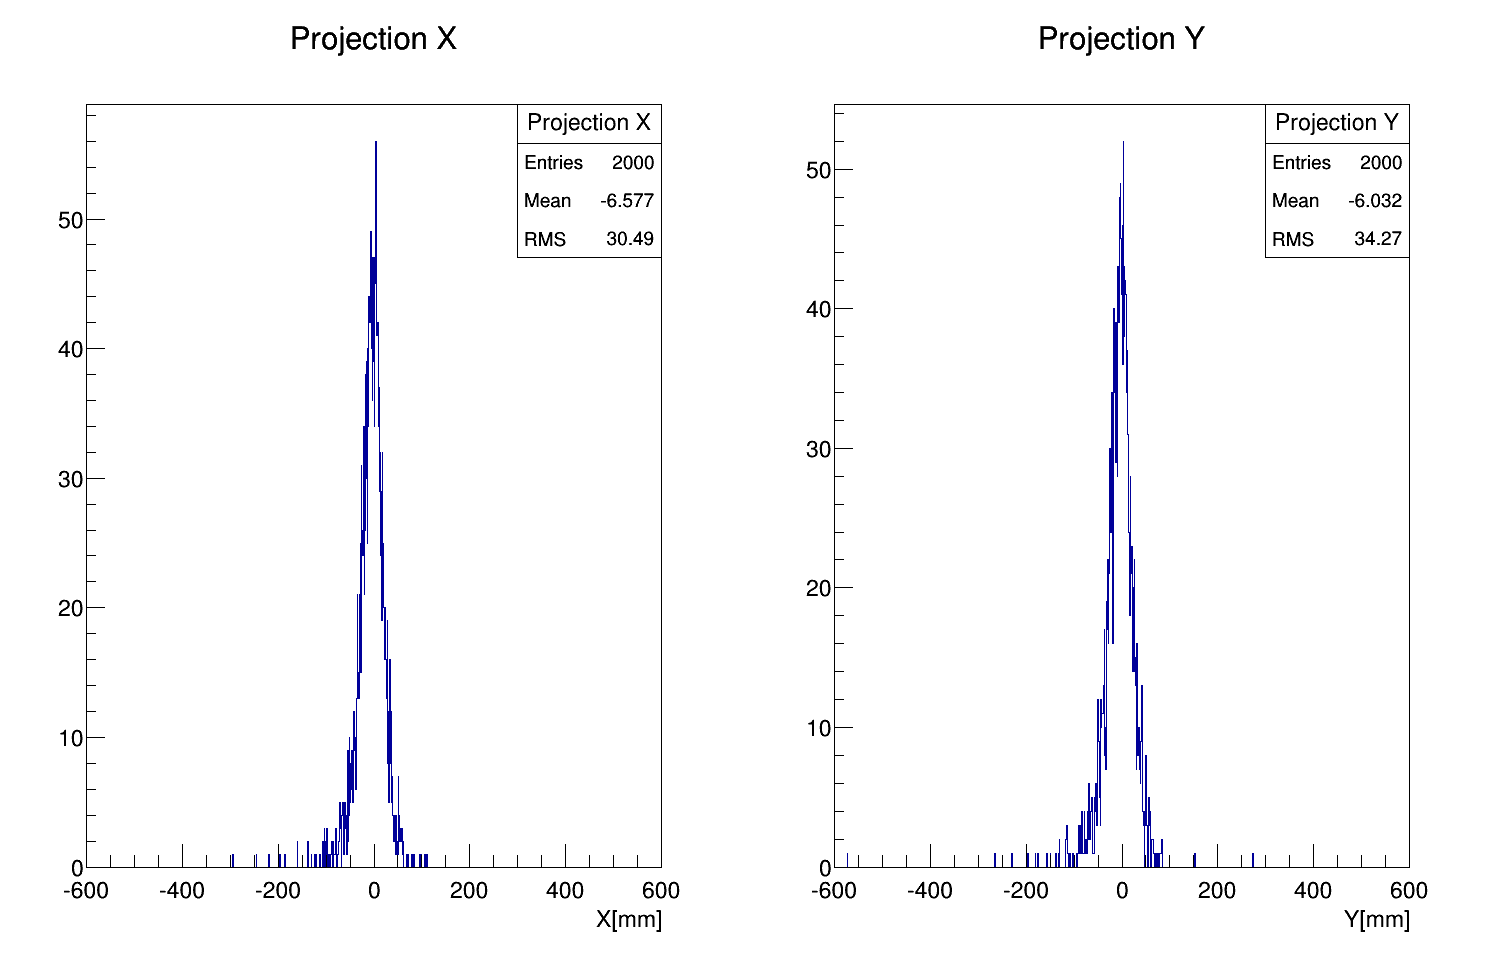 Projection X
Projection X
Entries 2000
Mean -6.577
RMS 30.49
50
40
30
20
10
0
-600 -400 -200 0 200 400 600
X[mm]
Projection Y
Projection Y
Entries 2000
Mean -6.032
RMS 34.27
50
40
30
20
10
0
-600 -400 -200 0 200 400 600
Y[mm]